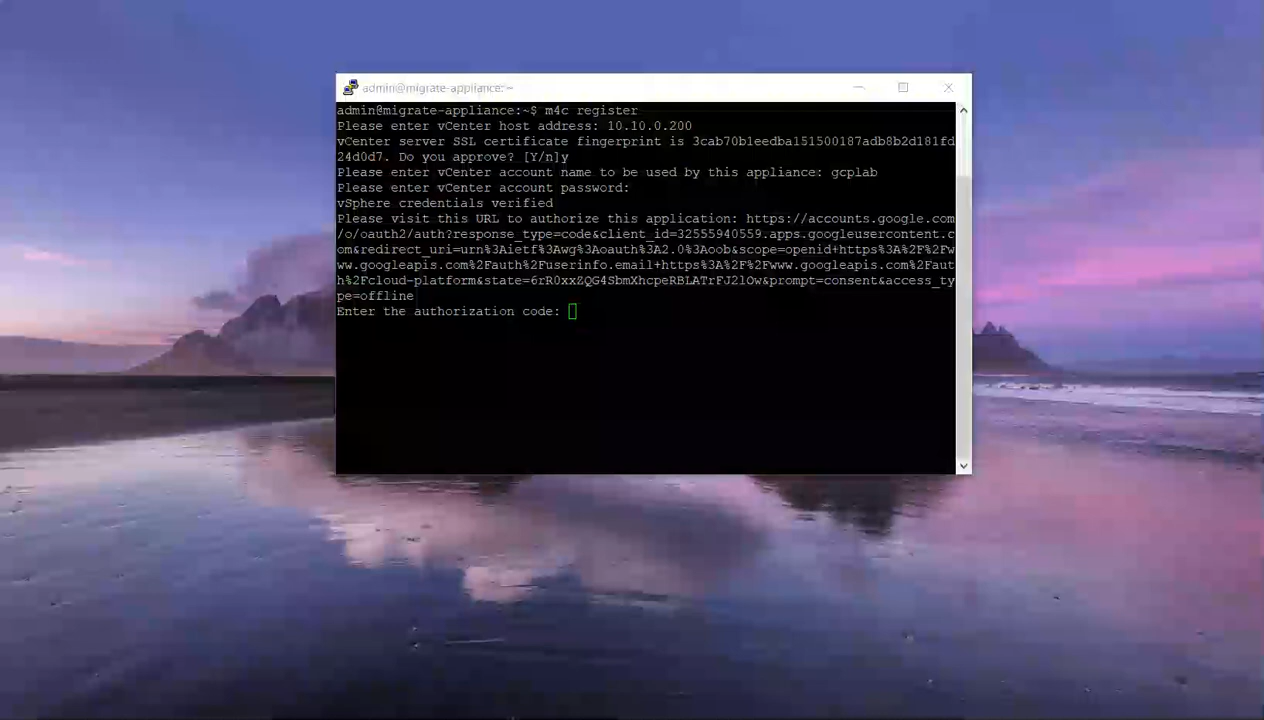 admin@migrate-appliance:~
admin@migrate-appliance:~$ m4c register
Please enter vCenter host address: 10.10.0.200
vCenter server SSL certificate fingerprint is 3cab70b1eedba151500187adb8b2d181fd
24d0d7. Do you approve? [Y/n]y
Please enter vCenter account name to be used by this appliance: gcplab
Please enter vCenter account password:
vSphere credentials verified
Please visit this URL to authorize this application: https://accounts.google.com
/o/oauth2/auth?response_type=code&client_id=32555940559.apps.googleusercontent.c
om&redirect_uri=urn%3Aietf%3Awg%3Aoauth%3A2.0%3Aoob&scope=openid+https%3A%2F%2Fw
ww.googleapis.com%2Fauth%2Fuserinfo.email+https%3A%2F%2Fwww.googleapis.com%2Faut
h%2Fcloud-platform&state=6rR0xxZQG4SbmXhcpeRBLATrFJ2lOw&prompt=consent&access_ty
pe=offline
Enter the authorization code: